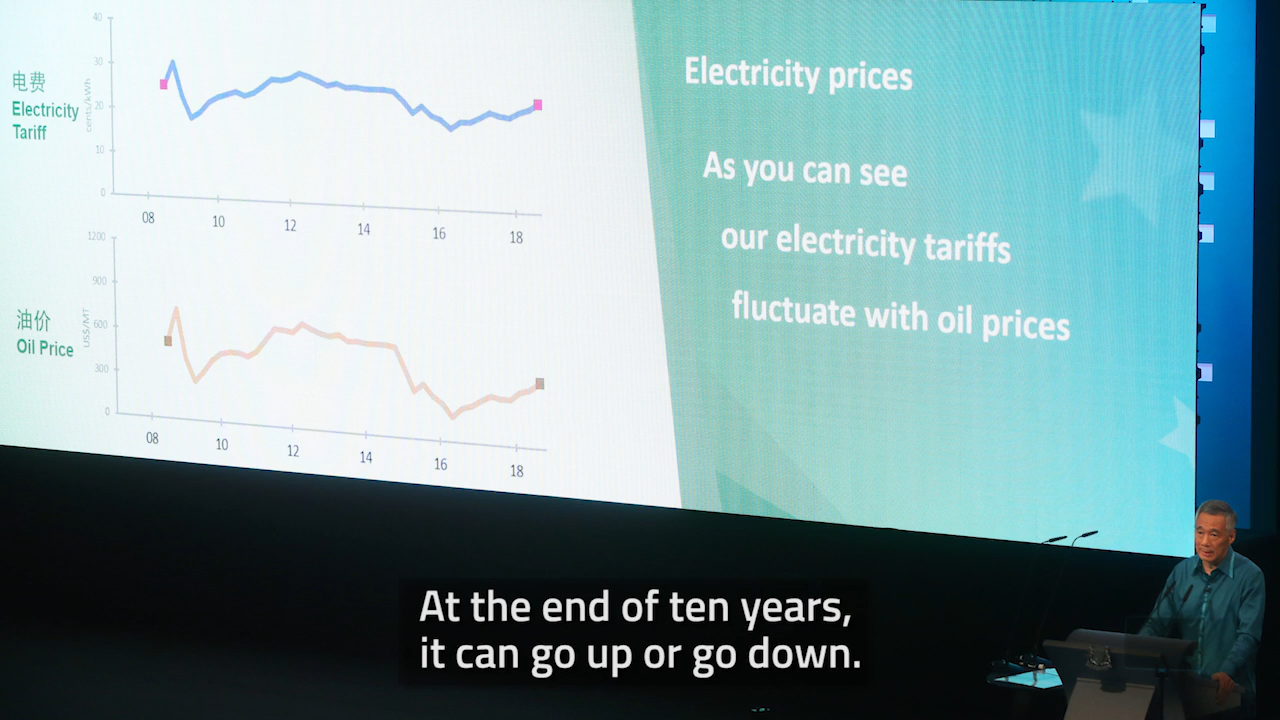 40
30
20
10
0
电费
Electricity
Tariff
cents/kWh
08
10
12
14
16
18
1200
900
600
300
0
油价
Oil Price
US$/MT
08
10
12
14
16
18
Electricity prices
As you can see
our electricity tariffs
fluctuate with oil prices
At the end of ten years,
it can go up or go down.